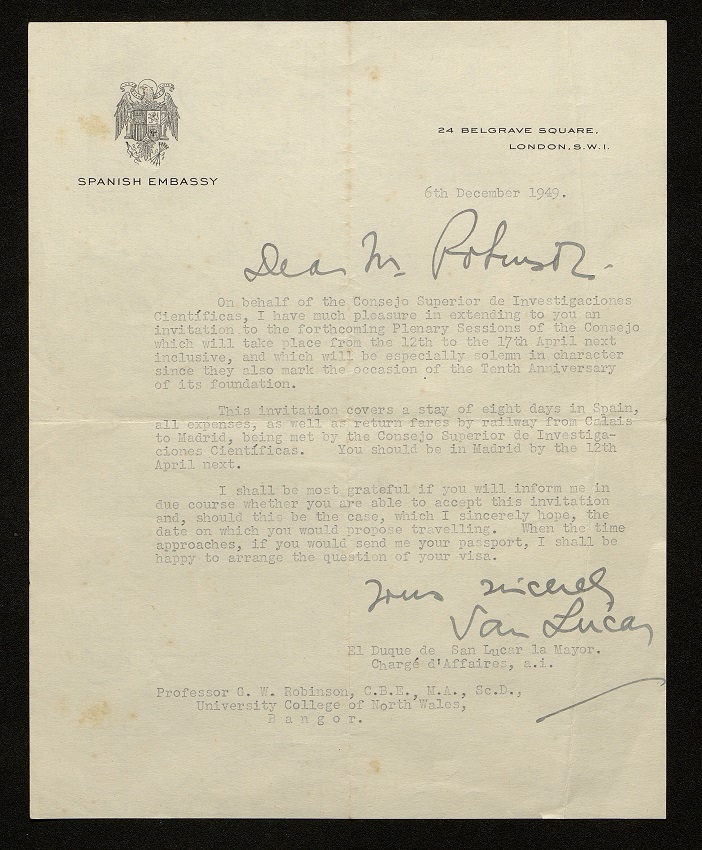 SPANISH EMBASSY
24 BELGRAVE SQUARE,
LONDON, S.W.1.
6th December 1949.
Dear Mr Robinson.
On behalf of the Consejo Superior de Investigaciones
Científicas, I have much pleasure in extending to you an
invitation to the forthcoming Plenary Sessions of the Consejo
which will take place from the 12th to the 17th April next
inclusive, and which will be especially solemn in character
since they also mark the occasion of the Tenth Anniversary
of its foundation.
This invitation covers a stay of eight days in Spain,
all expenses, as well as return fares by railway from Calais
to Madrid, being met by the Consejo Superior de Investiga-
ciones Científicas. You should be in Madrid by the 12th
April next.
I shall be most grateful if you will inform me in
due course whether you are able to accept this invitation
and, should this be the case, which I sincerely hope, the
date on which you would propose travelling. When the time
approaches, if you would send me your passport, I shall be
happy to arrange the question of your visa.
Yours sincerely
San Lucar
El Duque de San Lucar la Mayor.
Chargé d'Affaires, a.i.
Professor G. W. Robinson, C.B.E., M.A., Sc.D.,
University College of North Wales,
B a n g o r.